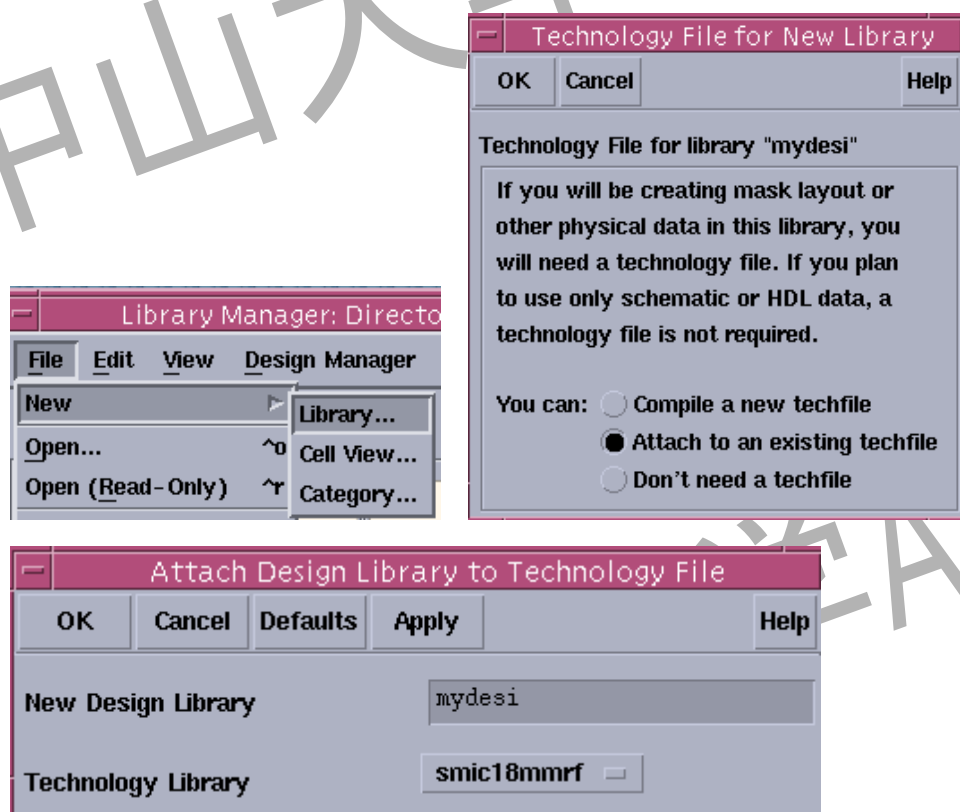 中山大学
Technology File for New Library
OK Cancel Help
Technology File for library "mydesi"
If you will be creating mask layout or
other physical data in this library, you
will need a technology file. If you plan
to use only schematic or HDL data, a
technology file is not required.
You can: Compile a new techfile
Attach to an existing techfile
Don't need a techfile
Library Manager: Directo
File Edit View Design Manager
New
Library...
Open... ^o
Cell View...
Open (Read-Only) ^r
Category...
Attach Design Library to Technology File
OK Cancel Defaults Apply Help
New Design Library mydesi
Technology Library smic18mmrf